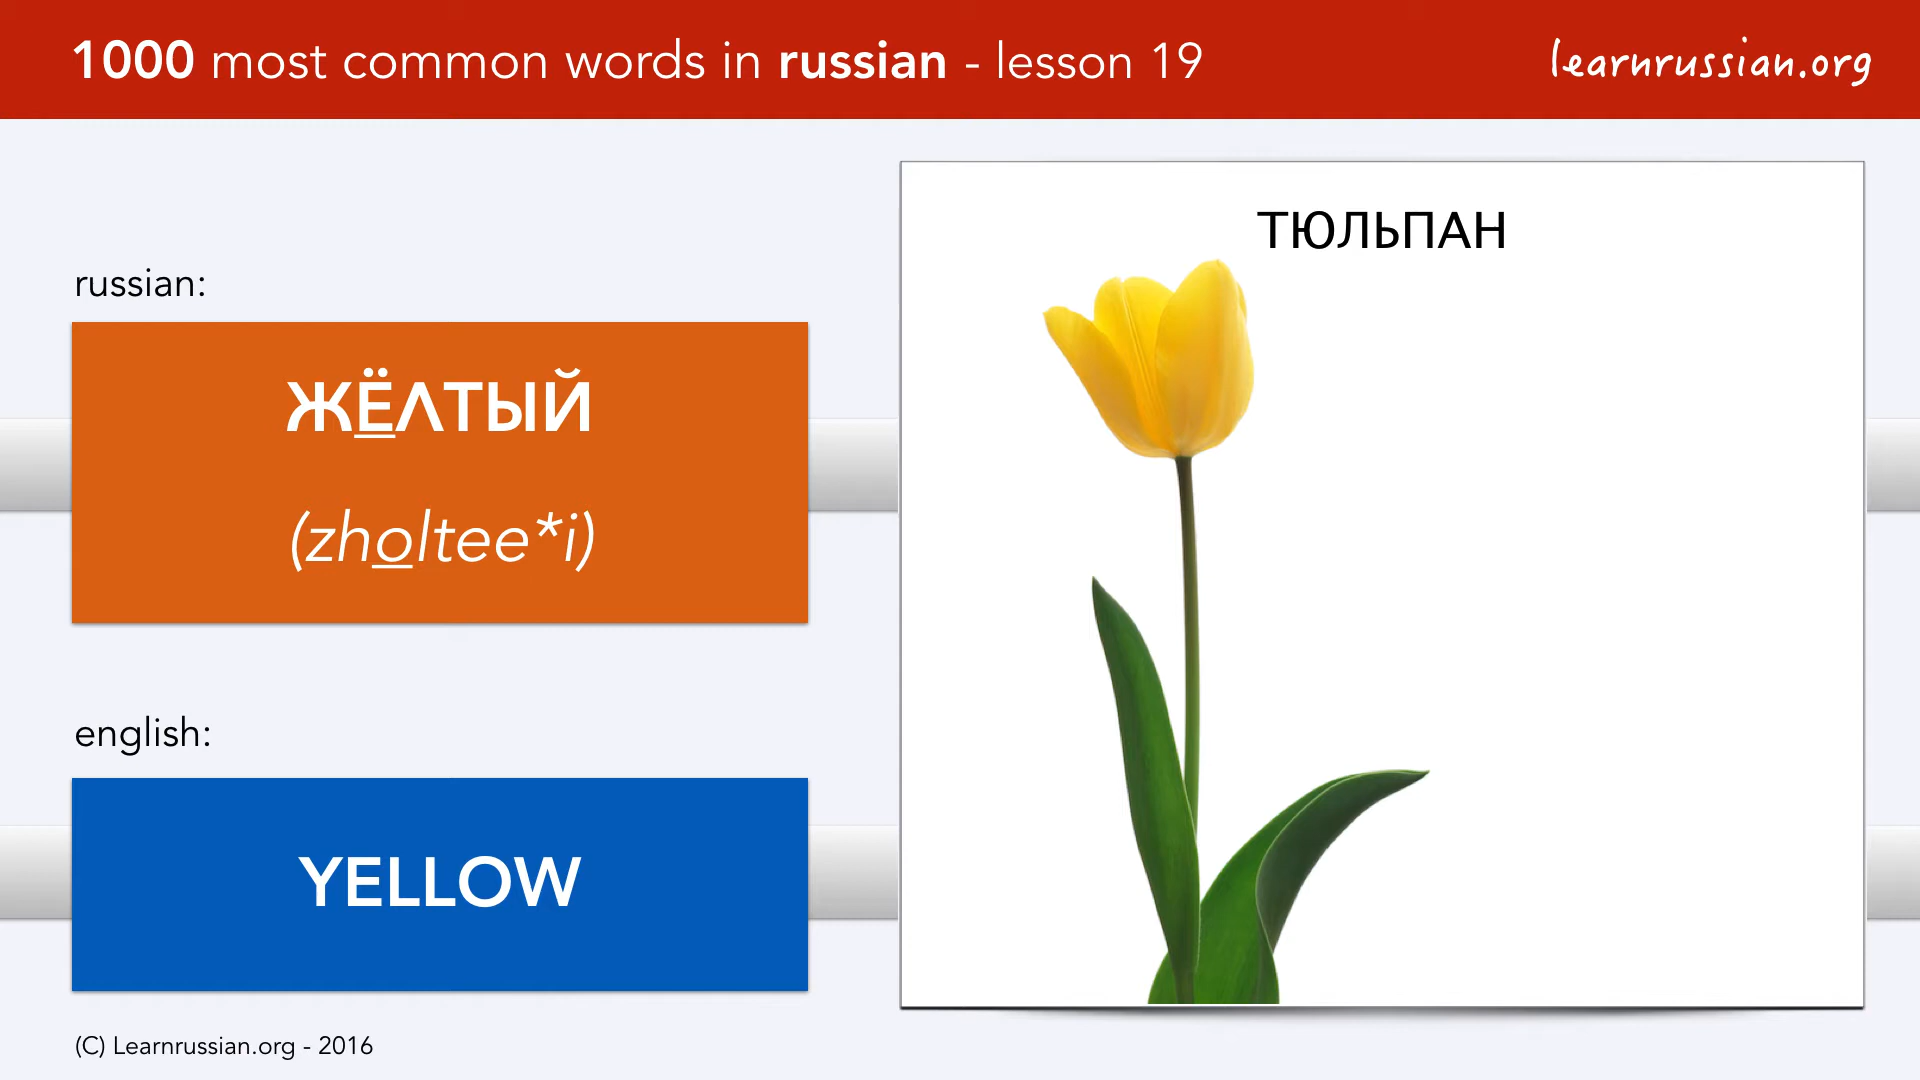 1000 most common words in russian - lesson 19
learnrussian.org
russian:
ЖЁЛТЫЙ
(zholtee*i)
english:
YELLOW
ТЮЛЬПАН
(C) Learnrussian.org - 2016